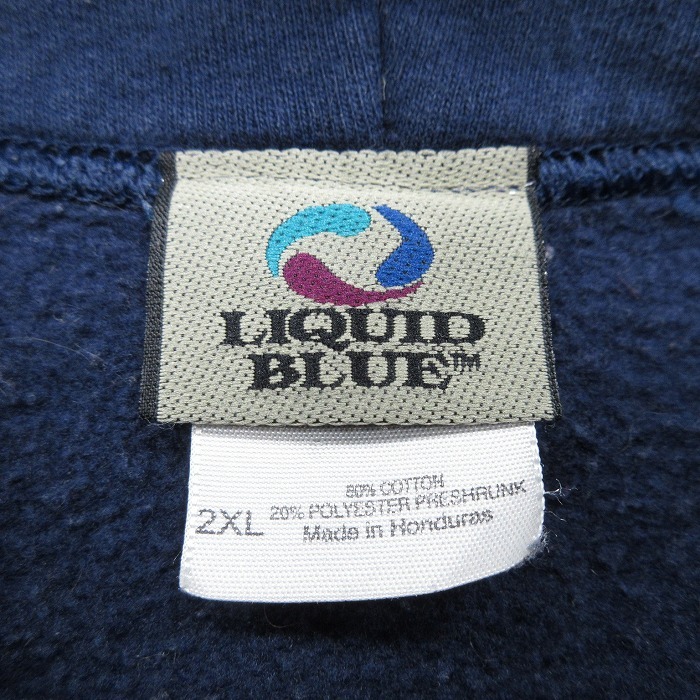 LIQUID
BLUE™
2XL
80% COTTON
20% POLYESTER PRESHRUNK
Made in Honduras